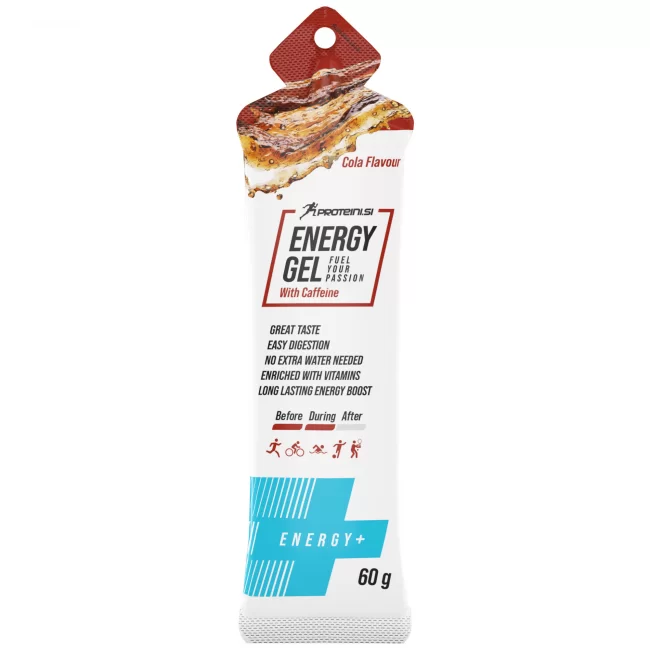 Cola Flavour
PROTEINI.SI
ENERGY
GEL
FUEL
YOUR
PASSION
With Caffeine
GREAT TASTE
EASY DIGESTION
NO EXTRA WATER NEEDED
ENRICHED WITH VITAMINS
LONG LASTING ENERGY BOOST
Before During After
ENERGY+
60 g